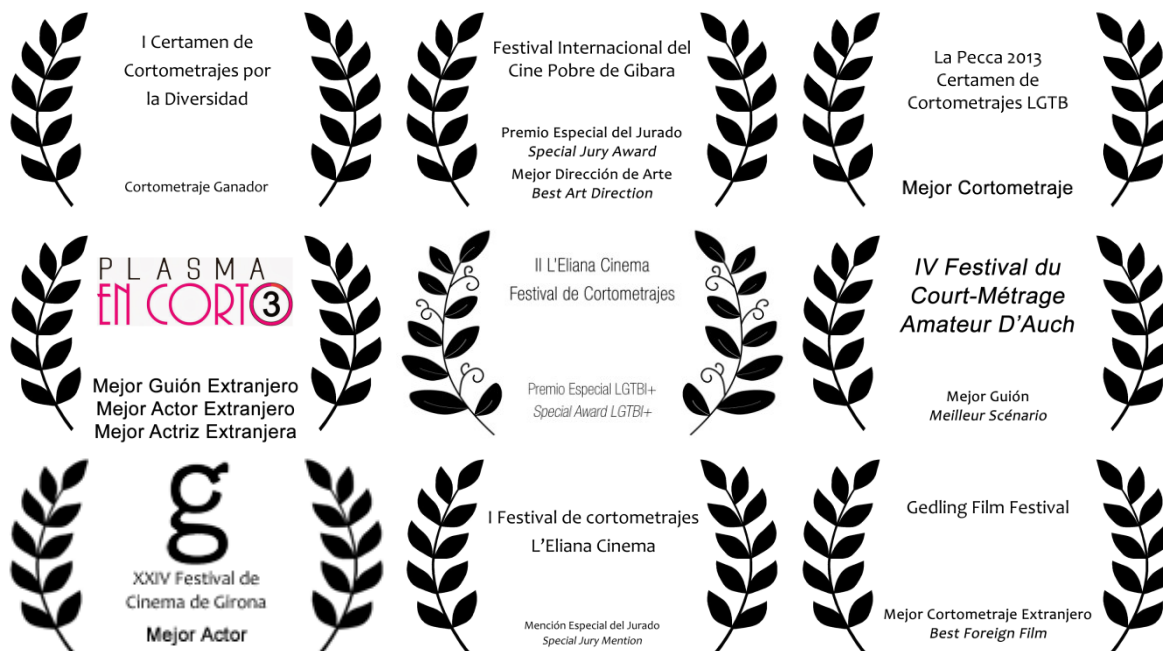 I Certamen de
Cortometrajes por
la Diversidad
Cortometraje Ganador
Festival Internacional del
Cine Pobre de Gibara
Premio Especial del Jurado
Special Jury Award
Mejor Dirección de Arte
Best Art Direction
La Pecca 2013
Certamen de
Cortometrajes LGTB
Mejor Cortometraje
PLASMA
EN CORTO
3
Mejor Guión Extranjero
Mejor Actor Extranjero
Mejor Actriz Extranjera
II L'Eliana Cinema
Festival de Cortometrajes
Premio Especial LGTBI+
Special Award LGTBI+
IV Festival du
Court-Métrage
Amateur D'Auch
Mejor Guión
Meilleur Scénario
g
XXIV Festival de
Cinema de Girona
Mejor Actor
I Festival de cortometrajes
L'Eliana Cinema
Mención Especial del Jurado
Special Jury Mention
Gedling Film Festival
Mejor Cortometraje Extranjero
Best Foreign Film